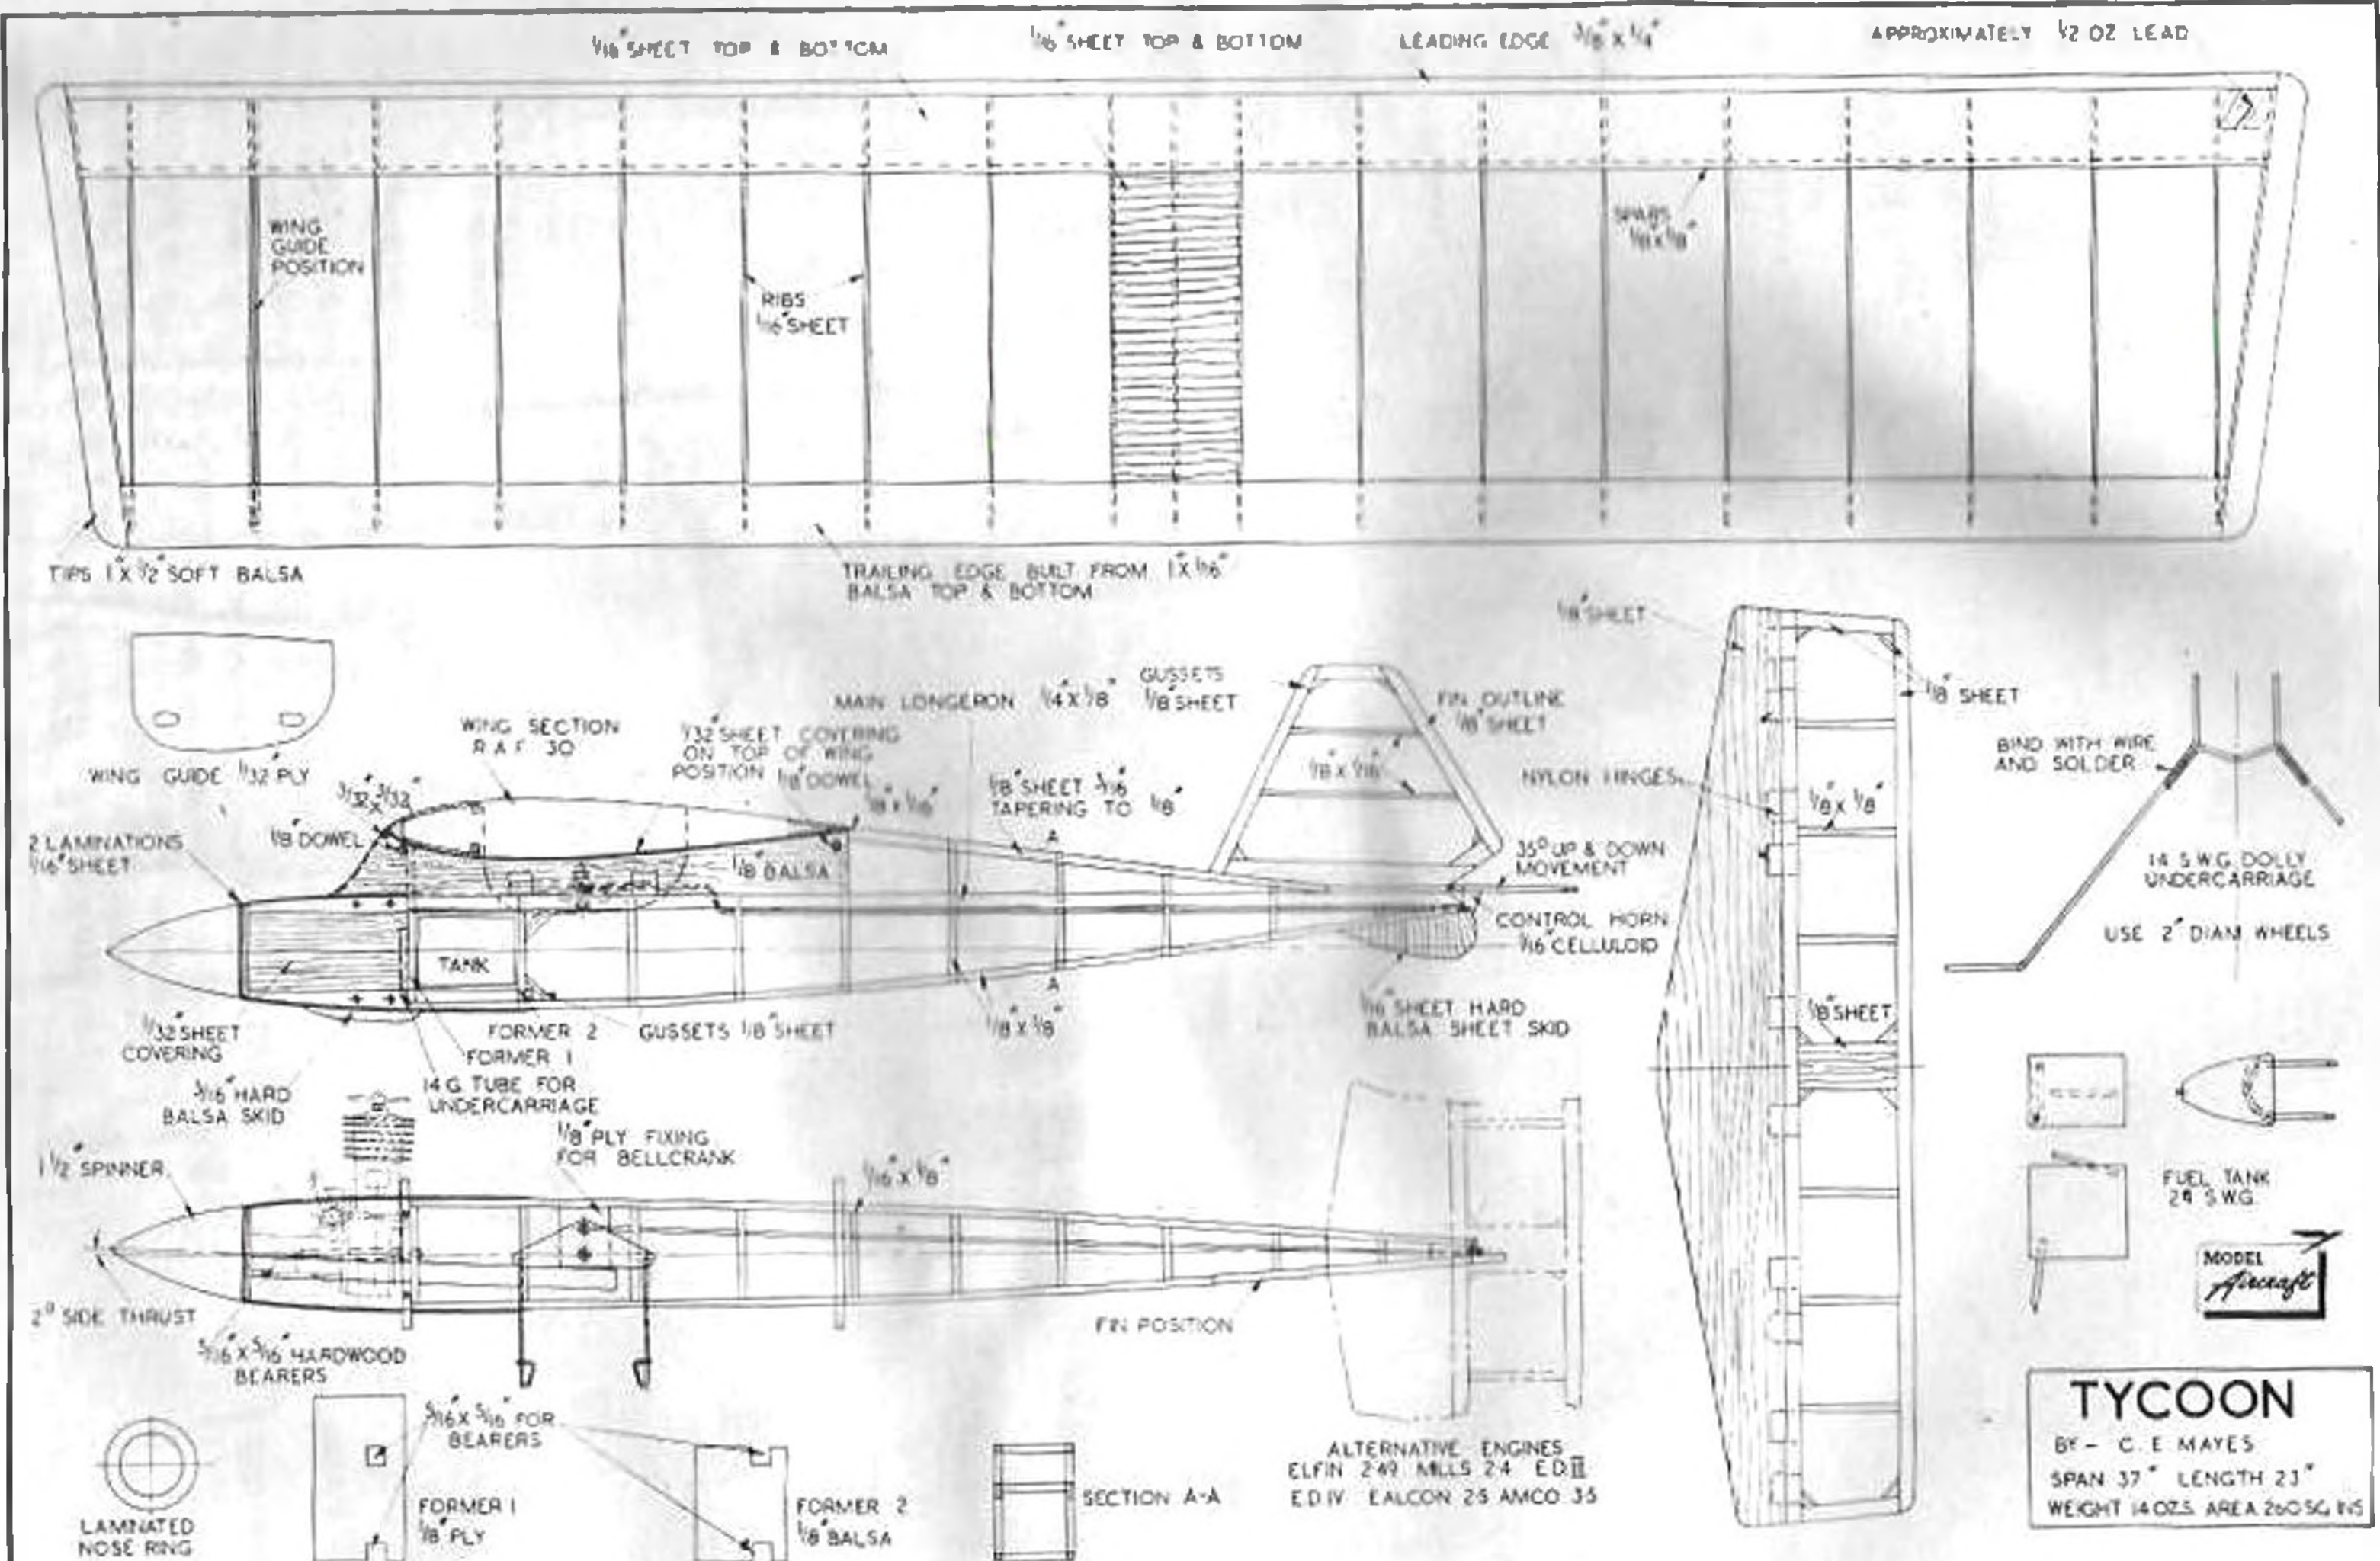 1/16" SHEET TOP & BOTTOM
1/16" SHEET TOP & BOTTOM
LEADING EDGE 3/8" X 1/4"
APPROXIMATELY 1/2 OZ LEAD
WING
GUIDE
POSITION
RIBS
1/16" SHEET
SPARS
1/8" X 1/8"
TIPS 1" X 1/2" SOFT BALSA
TRAILING EDGE BUILT FROM 1" X 1/16"
BALSA TOP & BOTTOM
WING GUIDE 1/32" PLY
WING SECTION
R A F 30
1/32" SHEET COVERING
ON TOP OF WING
POSITION
1/8" DOWEL
MAIN LONGERON 1/4" X 1/8"
GUSSETS
1/8" SHEET
FIN OUTLINE
1/8" SHEET
1/8" SHEET
1/8" SHEET
BIND WITH WIRE
AND SOLDER
3/32" X 3/32"
1/8" DOWEL
2 LAMINATIONS
1/16" SHEET
1/8" X 1/16"
1/8" SHEET 3/16"
TAPERING TO 1/8"
A
1/8" X 1/16"
NYLON HINGES
1/8" X 1/8"
1/8" BALSA
35° UP & DOWN
MOVEMENT
14 S.W.G. DOLLY
UNDERCARRIAGE
USE 2" DIAM WHEELS
CONTROL HORN
1/16" CELLULOID
TANK
A
1/32" SHEET
COVERING
FORMER 2
GUSSETS 1/8" SHEET
1/8" X 1/8"
1/16" SHEET HARD
BALSA SHEET SKID
1/8" SHEET
FORMER 1
3/16" HARD
BALSA SKID
14 G. TUBE FOR
UNDERCARRIAGE
1/8" PLY FIXING
FOR BELLCRANK
1 1/2" SPINNER
1/16" X 1/8"
FUEL TANK
S.W.G.
MODEL
Aircraft
2° SIDE THRUST
FIN POSITION
5/16" X 5/16" HARDWOOD
BEARERS
5/16" X 5/16" FOR
BEARERS
LAMINATED
NOSE RING
FORMER 1
1/8" PLY
FORMER 2
1/8" BALSA
SECTION A-A
ALTERNATIVE ENGINES
ELFIN 2·49 MILLS 2·4 E.D. III
E.D IV EALCON 2·5 AMCO 3·5
TYCOON
BY - C. E MAYES
SPAN 37" LENGTH 23"
WEIGHT 14 OZS. AREA 260 SQ INS